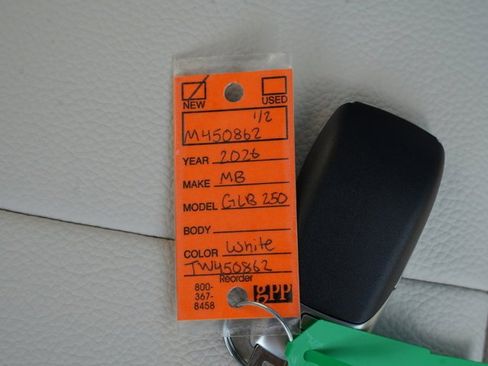 NEW USED
1/2
M450862
YEAR 2026
MAKE MB
MODEL GLB 250
BODY
COLOR White
TW450862
Reorder
800-
367-
8458
gpp